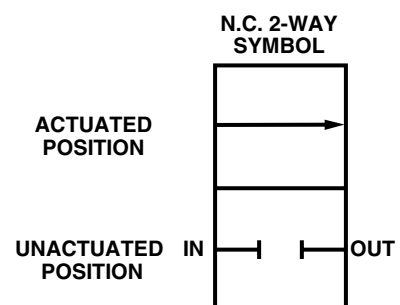 N.C. 2-WAY
SYMBOL
ACTUATED
POSITION
UNACTUATED
POSITION
IN
OUT